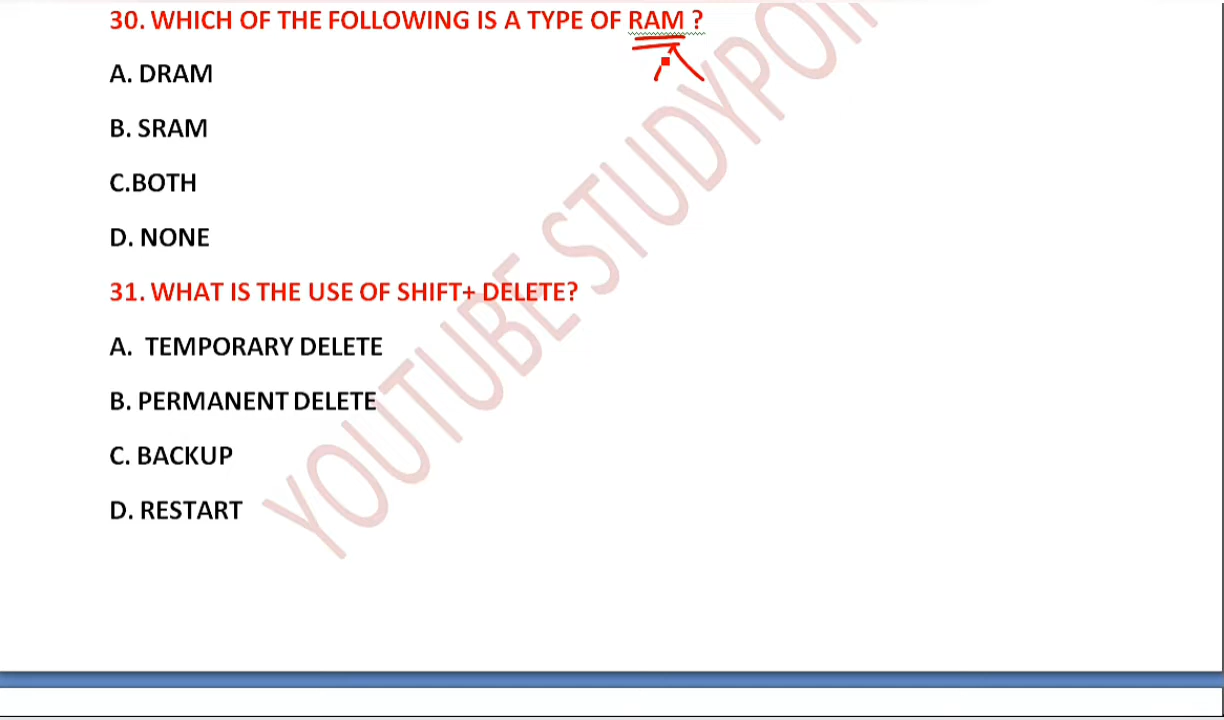 30. WHICH OF THE FOLLOWING IS A TYPE OF RAM ?
A. DRAM
B. SRAM
C.BOTH
D. NONE
31. WHAT IS THE USE OF SHIFT+ DELETE?
A. TEMPORARY DELETE
B. PERMANENT DELETE
C. BACKUP
D. RESTART
YOUTUBE STUDYPOIN